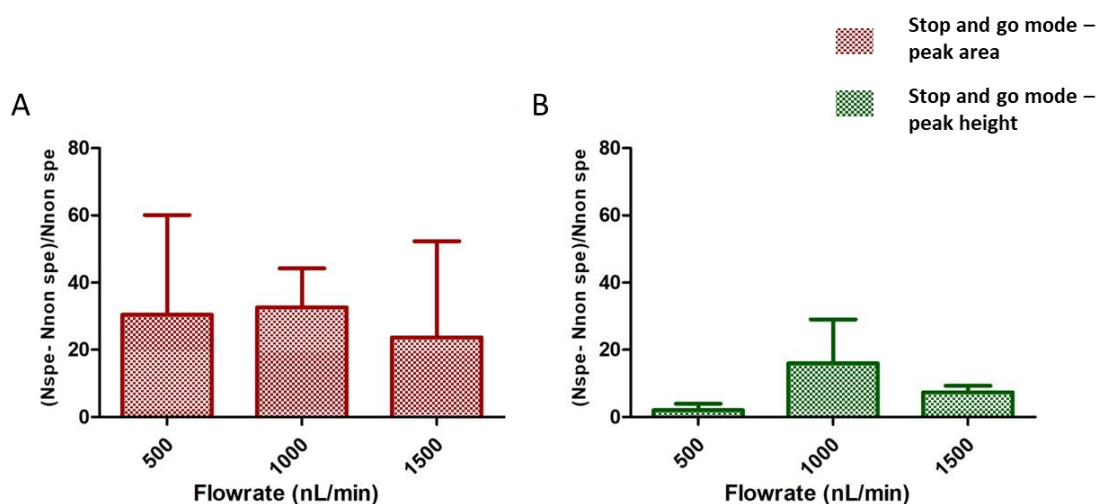 Stop and go mode –
peak area
Stop and go mode –
peak height
A
(Nspe- Nnon spe)/Nnon spe
80
60
40
20
0
500
1000
1500
Flowrate (nL/min)
B
(Nspe- Nnon spe)/Nnon spe
80
60
40
20
0
500
1000
1500
Flowrate (nL/min)